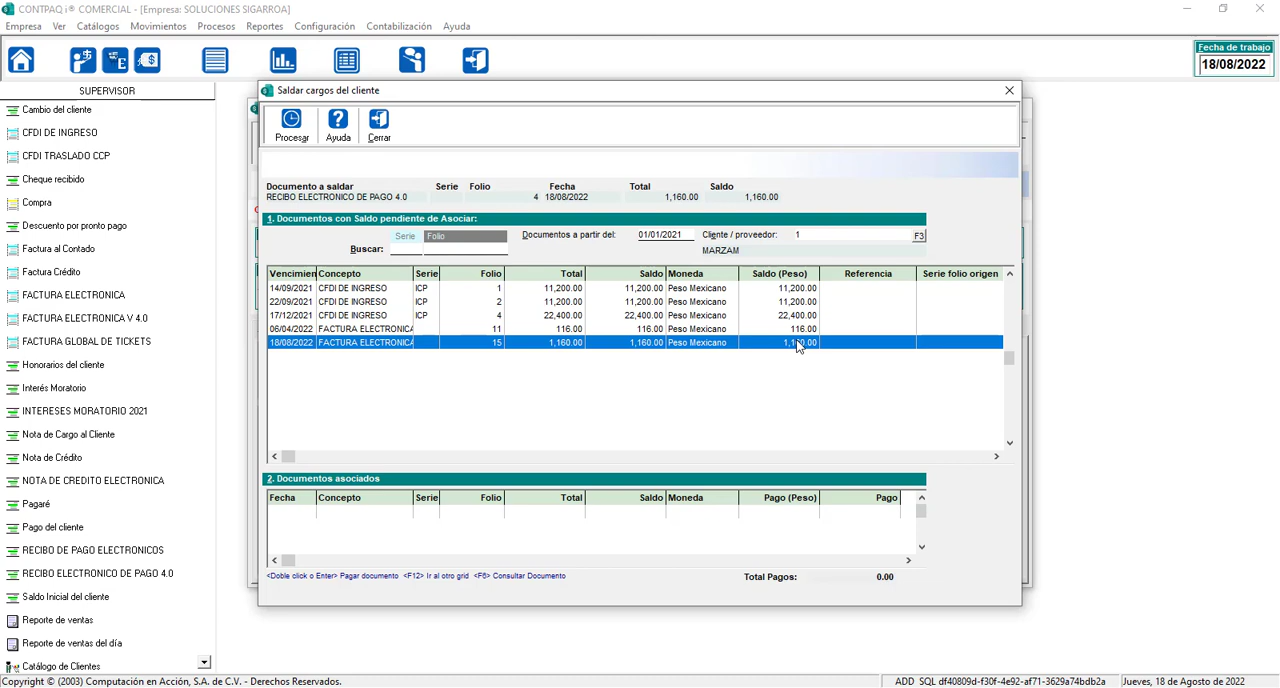 CONTPAQ i® COMERCIAL - [Empresa: SOLUCIONES SIGARROA]
Empresa Ver Catálogos Movimientos Procesos Reportes Configuración Contabilización Ayuda
Fecha de trabajo
18/08/2022
SUPERVISOR
Cambio del cliente
CFDI DE INGRESO
CFDI TRASLADO CCP
Cheque recibido
Compra
Descuento por pronto pago
Factura al Contado
Factura Crédito
FACTURA ELECTRONICA
FACTURA ELECTRONICA V 4.0
FACTURA GLOBAL DE TICKETS
Honorarios del cliente
Interés Moratorio
INTERESES MORATORIO 2021
Nota de Cargo al Cliente
Nota de Crédito
NOTA DE CREDITO ELECTRONICA
Pagaré
Pago del cliente
RECIBO DE PAGO ELECTRONICOS
RECIBO ELECTRONICO DE PAGO 4.0
Saldo Inicial del cliente
Reporte de ventas
Reporte de ventas del día
Catálogo de Clientes
Saldar cargos del cliente
Procesar Ayuda Cerrar
Documento a saldar Serie Folio Fecha Total Saldo
RECIBO ELECTRONICO DE PAGO 4.0 4 18/08/2022 1,160.00 1,160.00
1. Documentos con Saldo pendiente de Asociar:
Serie Folio Documentos a partir del: 01/01/2021 Cliente / proveedor: 1 F3
Buscar: MARZAM
Vencimien Concepto Serie Folio Total Saldo Moneda Saldo (Peso) Referencia Serie folio origen
14/09/2021 CFDI DE INGRESO ICP 1 11,200.00 11,200.00 Peso Mexicano 11,200.00
22/09/2021 CFDI DE INGRESO ICP 2 11,200.00 11,200.00 Peso Mexicano 11,200.00
17/12/2021 CFDI DE INGRESO ICP 4 22,400.00 22,400.00 Peso Mexicano 22,400.00
06/04/2022 FACTURA ELECTRONICA 11 116.00 116.00 Peso Mexicano 116.00
18/08/2022 FACTURA ELECTRONICA 15 1,160.00 1,160.00 Peso Mexicano 1,160.00
2. Documentos asociados
Fecha Concepto Serie Folio Total Saldo Moneda Pago (Peso) Pago
<Doble click o Enter> Pagar documento <F12> Ir al otro grid <F6> Consultar Documento
Total Pagos: 0.00
Copyright © (2003) Computación en Acción, S.A. de C.V. - Derechos Reservados. ADD SQL df40809d-f30f-4e92-af71-3629a74bdb2a Jueves, 18 de Agosto de 2022